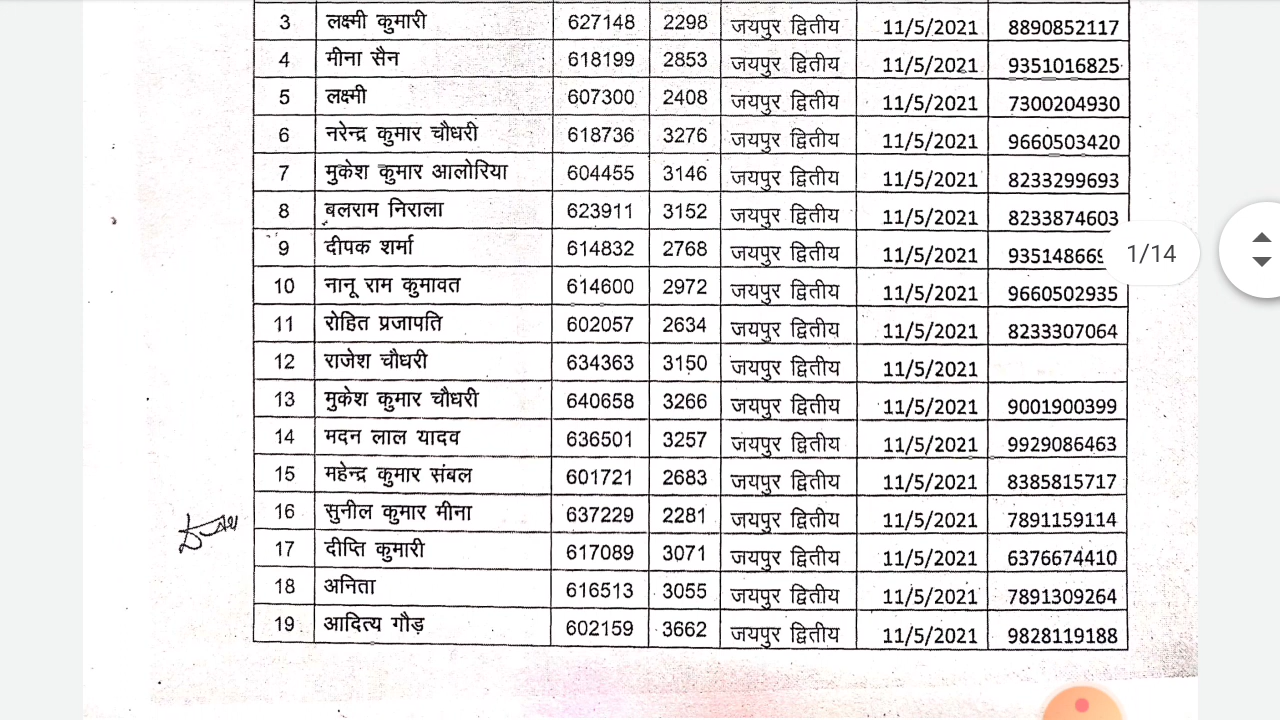 3 लक्ष्मी कुमारी 627148 2298 जयपुर द्वितीय 11/5/2021 8890852117
4 मीना सैन 618199 2853 जयपुर द्वितीय 11/5/2021 9351016825
5 लक्ष्मी 607300 2408 जयपुर द्वितीय 11/5/2021 7300204930
6 नरेन्द्र कुमार चौधरी 618736 3276 जयपुर द्वितीय 11/5/2021 9660503420
7 मुकेश कुमार आलोरिया 604455 3146 जयपुर द्वितीय 11/5/2021 8233299693
8 बलराम निराला 623911 3152 जयपुर द्वितीय 11/5/2021 8233874603
9 दीपक शर्मा 614832 2768 जयपुर द्वितीय 11/5/2021
1/14
10 नानू राम कुमावत 614600 2972 जयपुर द्वितीय 11/5/2021 9660502935
11 रोहित प्रजापति 602057 2634 जयपुर द्वितीय 11/5/2021 8233307064
12 राजेश चौधरी 634363 3150 जयपुर द्वितीय 11/5/2021
13 मुकेश कुमार चौधरी 640658 3266 जयपुर द्वितीय 11/5/2021 9001900399
14 मदन लाल यादव 636501 3257 जयपुर द्वितीय 11/5/2021 9929086463
15 महेन्द्र कुमार संबल 601721 2683 जयपुर द्वितीय 11/5/2021 8385815717
16 सुनील कुमार मीना 637229 2281 जयपुर द्वितीय 11/5/2021 7891159114
17 दीप्ति कुमारी 617089 3071 जयपुर द्वितीय 11/5/2021 6376674410
18 अनिता 616513 3055 जयपुर द्वितीय 11/5/2021 7891309264
19 आदित्य गौड़ 602159 3662 जयपुर द्वितीय 11/5/2021 9828119188